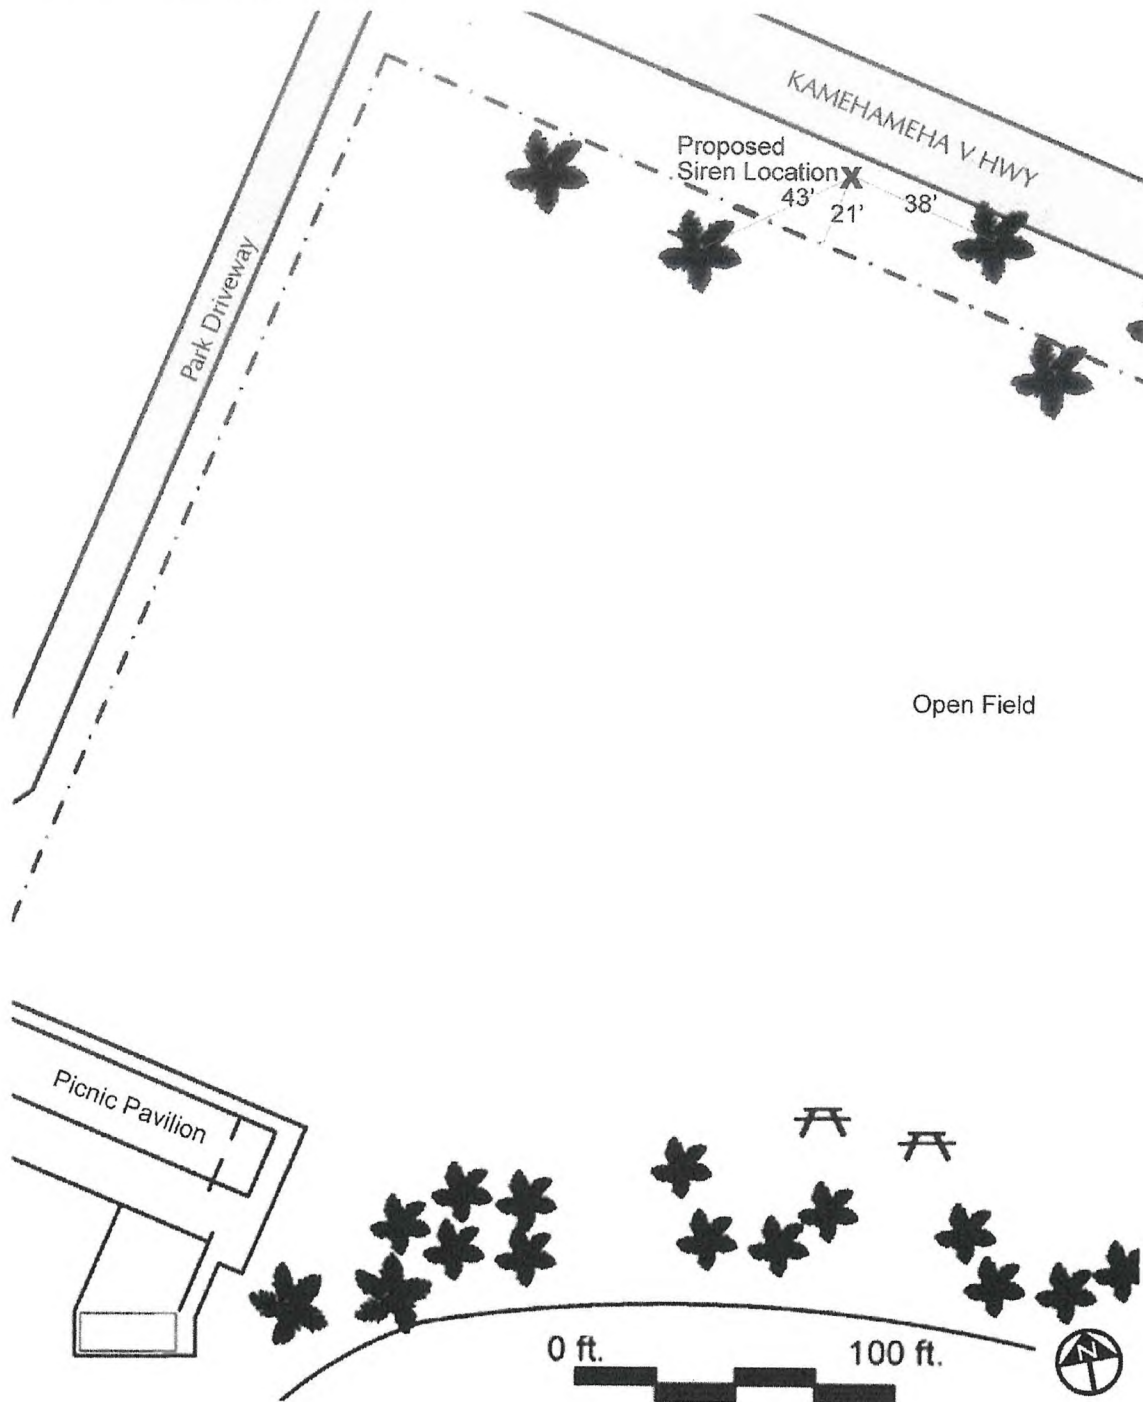 KAMEHAMEHA V HWY
Proposed
Siren Location X
43'
21'
38'
Park Driveway
Open Field
Picnic Pavilion
0 ft.
100 ft.
N